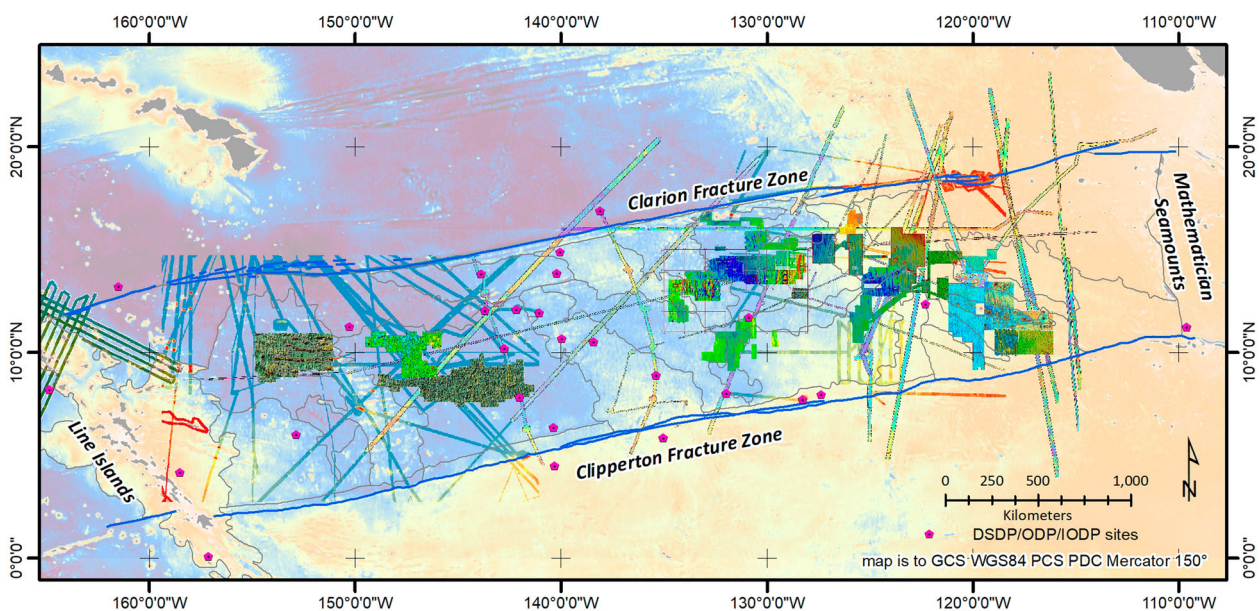 160°0'0"W 150°0'0"W 140°0'0"W 130°0'0"W 120°0'0"W 110°0'0"W
20°0'0"N 20°0'0"N
Clarion Fracture Zone
Mathematician
Seamounts
10°0'0"N 10°0'0"N
Line Islands
Clipperton Fracture Zone
N
0 250 500 1,000
Kilometers
DSDP/ODP/IODP sites
map is to GCS WGS84 PCS PDC Mercator 150°
0°0'0" 0°0'0"
160°0'0"W 150°0'0"W 140°0'0"W 130°0'0"W 120°0'0"W 110°0'0"W